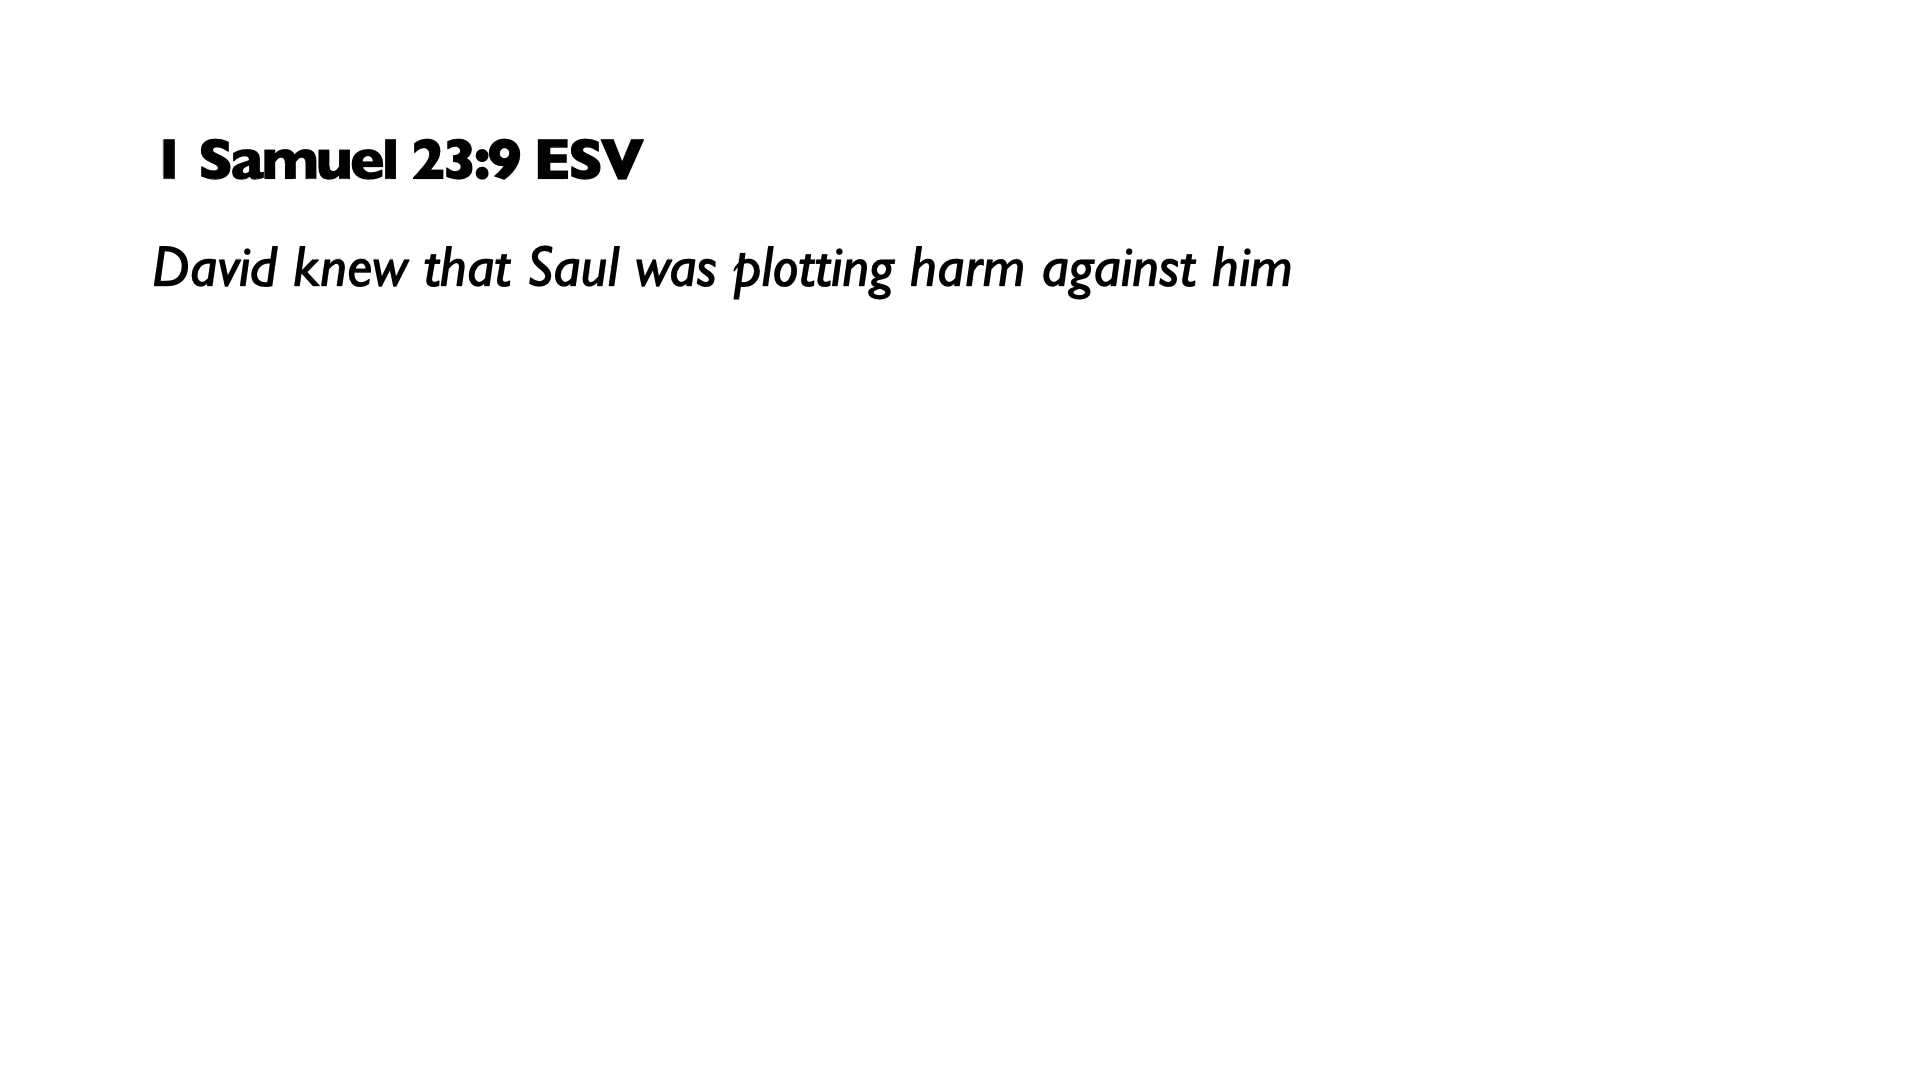 1 Samuel 23:9 ESV
David knew that Saul was plotting harm against him